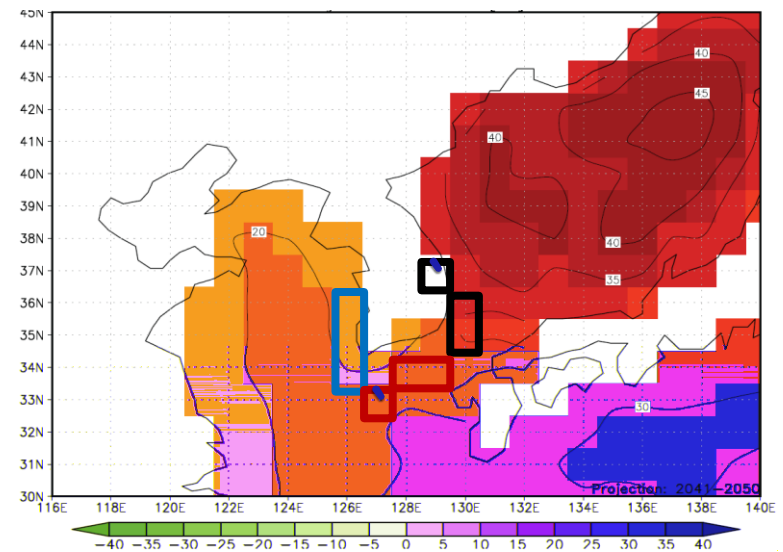 45N
44N
43N
42N
41N
40N
39N
38N
37N
36N
35N
34N
33N
32N
31N
30N
40
45
40
20
40
35
30
Projection: 2041−2050
116E 118E 120E 122E 124E 126E 128E 130E 132E 134E 136E 138E 140E
−40 −35 −30 −25 −20 −15 −10 −5 0 5 10 15 20 25 30 35 40